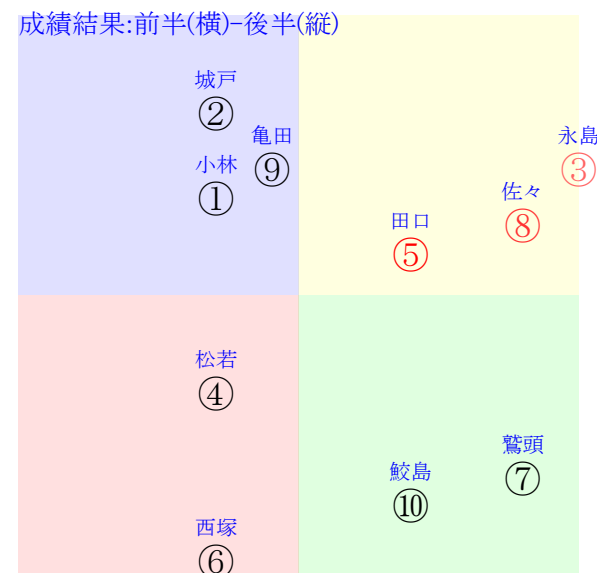 成績結果:前半(横)-後半(縦)
城戸
②
亀田
⑨
永島
③
小林
①
佐々
⑧
田口
⑤
松若
④
鷲頭
⑦
鮫島
⑩
西塚
⑥